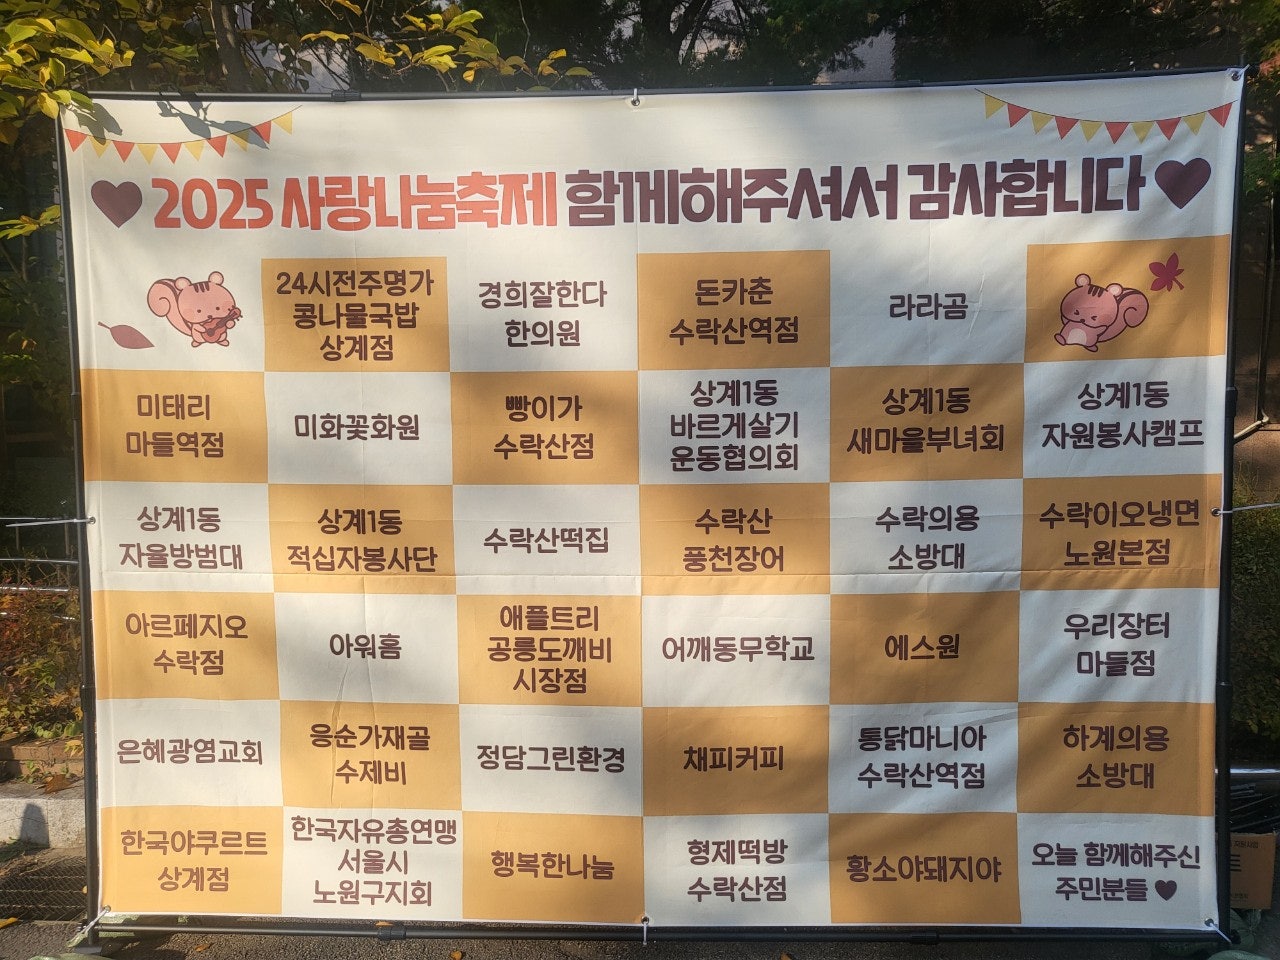 2025 사랑나눔축제 함께해주셔서 감사합니다
24시전주명가
콩나물국밥
상계점
경희잘한다
한의원
돈카춘
수락산역점
라라곰
미태리
마들역점
미화꽃화원
빵이가
수락산점
상계1동
바르게살기
운동협의회
상계1동
새마을부녀회
상계1동
자원봉사캠프
상계1동
자율방범대
상계1동
적십자봉사단
수락산떡집
수락산
풍천장어
수락의용
소방대
수락이오냉면
노원본점
아르페지오
수락점
아워홈
애플트리
공릉도깨비
시장점
어깨동무학교
에스원
우리장터
마들점
은혜광염교회
응순가재골
수제비
정담그린환경
채피커피
통닭마니아
수락산역점
하계의용
소방대
한국야쿠르트
상계점
한국자유총연맹
서울시
노원구지회
행복한나눔
형제떡방
수락산점
황소야돼지야
오늘 함께해주신
주민분들